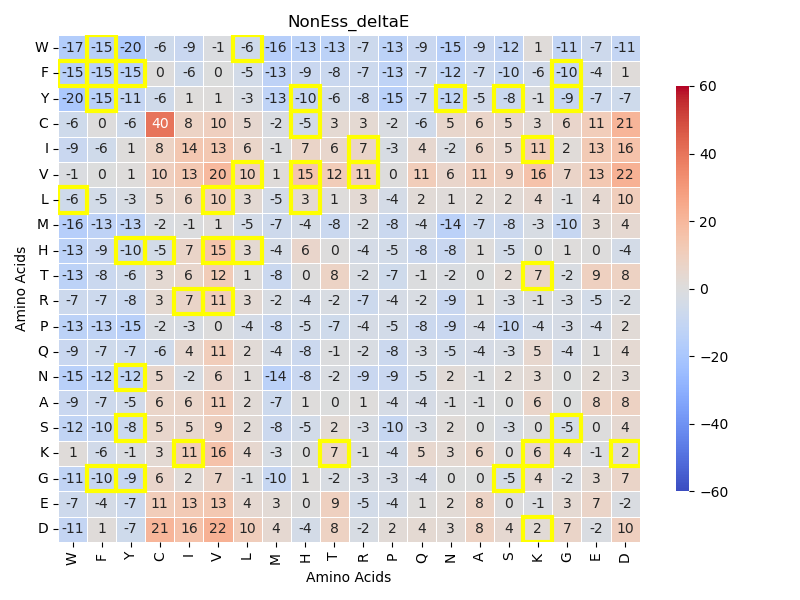 NonEss_deltaE
W -17 -15 -20 -6 -9 -1 -6 -16 -13 -13 -7 -13 -9 -15 -9 -12 1 -11 -7 -11
F -15 -15 -15 0 -6 0 -5 -13 -9 -8 -7 -13 -7 -12 -7 -10 -6 -10 -4 1
Y -20 -15 -11 -6 1 1 -3 -13 -10 -6 -8 -15 -7 -12 -5 -8 -1 -9 -7 -7
C -6 0 -6 40 8 10 5 -2 -5 3 3 -2 -6 5 6 5 3 6 11 21
I -9 -6 1 8 14 13 6 -1 7 6 7 -3 4 -2 6 5 11 2 13 16
V -1 0 1 10 13 20 10 1 15 12 11 0 11 6 11 9 16 7 13 22
L -6 -5 -3 5 6 10 3 -5 3 1 3 -4 2 1 2 2 4 -1 4 10
M -16 -13 -13 -2 -1 1 -5 -7 -4 -8 -2 -8 -4 -14 -7 -8 -3 -10 3 4
H -13 -9 -10 -5 7 15 3 -4 6 0 -4 -5 -8 -8 1 -5 0 1 0 -4
T -13 -8 -6 3 6 12 1 -8 0 8 -2 -7 -1 -2 0 2 7 -2 9 8
R -7 -7 -8 3 7 11 3 -2 -4 -2 -7 -4 -2 -9 1 -3 -1 -3 -5 -2
P -13 -13 -15 -2 -3 0 -4 -8 -5 -7 -4 -5 -8 -9 -4 -10 -4 -3 -4 2
Q -9 -7 -7 -6 4 11 2 -4 -8 -1 -2 -8 -3 -5 -4 -3 5 -4 1 4
N -15 -12 -12 5 -2 6 1 -14 -8 -2 -9 -9 -5 2 -1 2 3 0 2 3
A -9 -7 -5 6 6 11 2 -7 1 0 1 -4 -4 -1 -1 0 6 0 8 8
S -12 -10 -8 5 5 9 2 -8 -5 2 -3 -10 -3 2 0 -3 0 -5 0 4
K 1 -6 -1 3 11 16 4 -3 0 7 -1 -4 5 3 6 0 6 4 -1 2
G -11 -10 -9 6 2 7 -1 -10 1 -2 -3 -3 -4 0 0 -5 4 -2 3 7
E -7 -4 -7 11 13 13 4 3 0 9 -5 -4 1 2 8 0 -1 3 7 -2
D -11 1 -7 21 16 22 10 4 -4 8 -2 2 4 3 8 4 2 7 -2 10
W F Y C I V L M H T R P Q N A S K G E D
Amino Acids
Amino Acids
60
40
20
0
−20
−40
−60